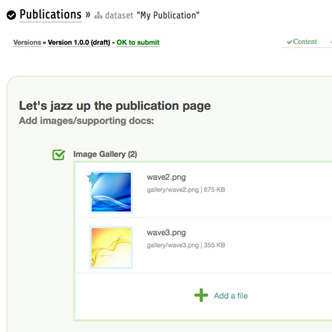 Publications » dataset "My Publication"
Versions » Version 1.0.0 (draft) - OK to submit
Content
Let's jazz up the publication page
Add images/supporting docs:
Image Gallery (2)
wave2.png
gallery/wave2.png | 675 KB
wave3.png
gallery/wave3.png | 355 KB
Add a file